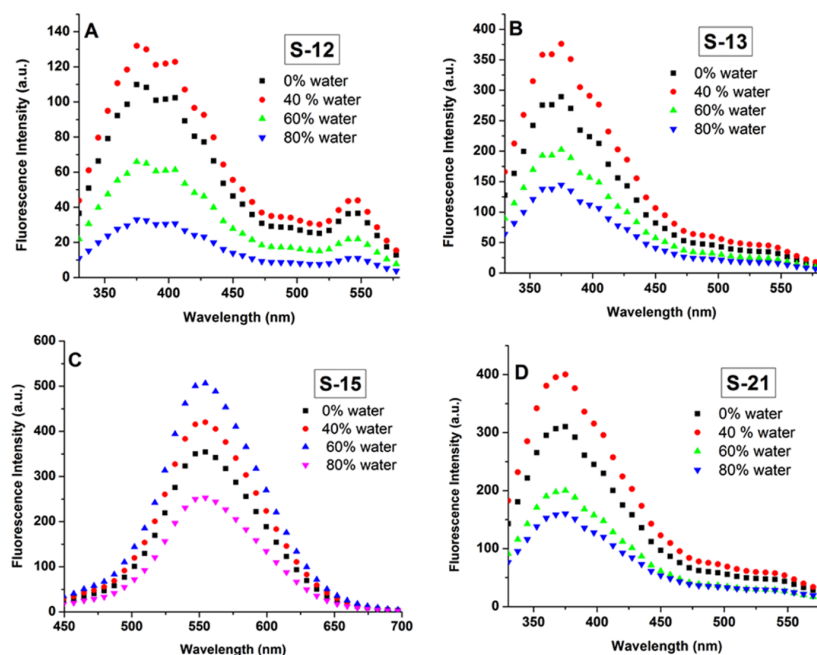 A
S-12
0% water
40 % water
60% water
80% water
Fluorescence Intensity (a.u.)
140
120
100
80
60
40
20
0
350 400 450 500 550
Wavelength (nm)
B
S-13
0% water
40 % water
60% water
80% water
Fluorescence Intensity (a.u.)
400
350
300
250
200
150
100
50
0
350 400 450 500 550
Wavelength (nm)
C
S-15
0% water
40% water
60% water
80% water
Fluorescence Intensity (a.u.)
600
500
400
300
200
100
0
450 500 550 600 650 700
Wavelength (nm)
D
S-21
0% water
40 % water
60% water
80% water
Fluorescence Intensity (a.u.)
400
300
200
100
0
350 400 450 500 550
Wavelength (nm)